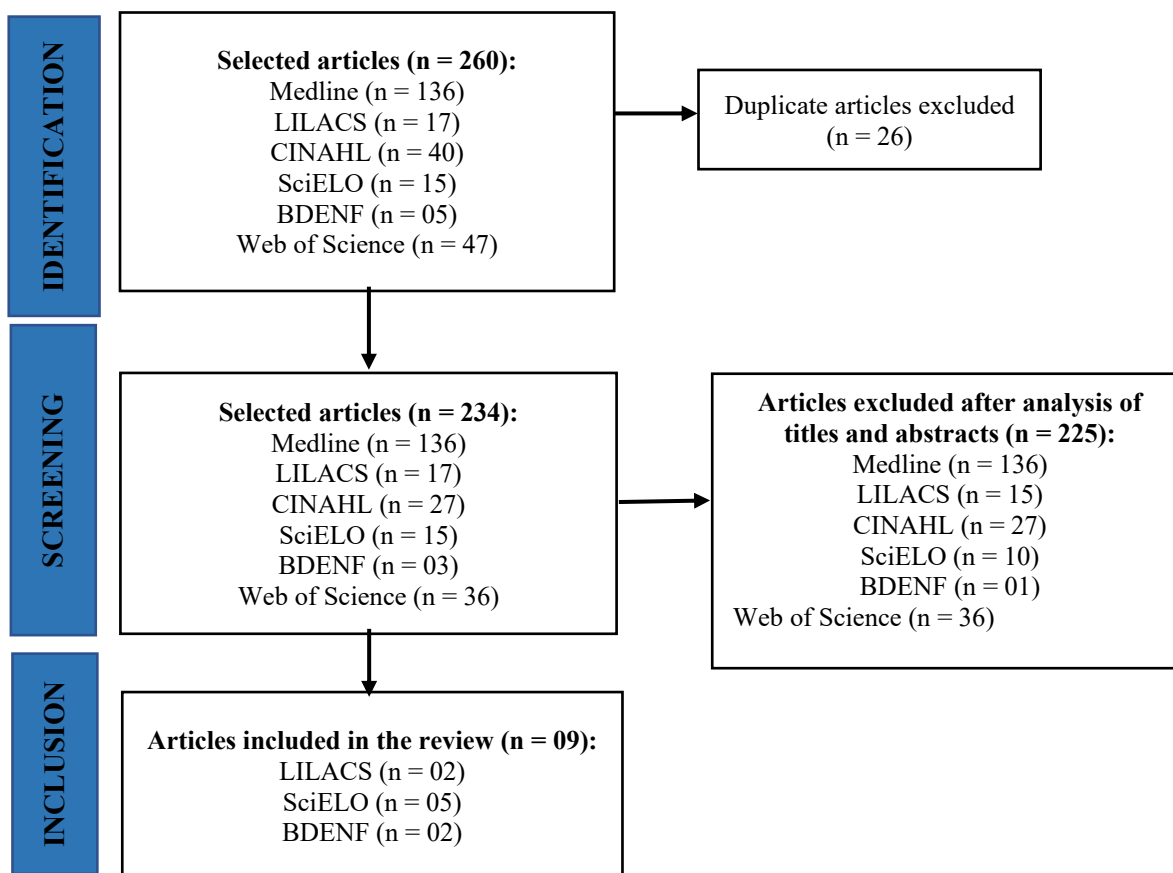 IDENTIFICATION
Selected articles (n = 260):
Medline (n = 136)
LILACS (n = 17)
CINAHL (n = 40)
SciELO (n = 15)
BDENF (n = 05)
Web of Science (n = 47)
Duplicate articles excluded
(n = 26)
SCREENING
Selected articles (n = 234):
Medline (n = 136)
LILACS (n = 17)
CINAHL (n = 27)
SciELO (n = 15)
BDENF (n = 03)
Web of Science (n = 36)
Articles excluded after analysis of
titles and abstracts (n = 225):
Medline (n = 136)
LILACS (n = 15)
CINAHL (n = 27)
SciELO (n = 10)
BDENF (n = 01)
Web of Science (n = 36)
INCLUSION
Articles included in the review (n = 09):
LILACS (n = 02)
SciELO (n = 05)
BDENF (n = 02)